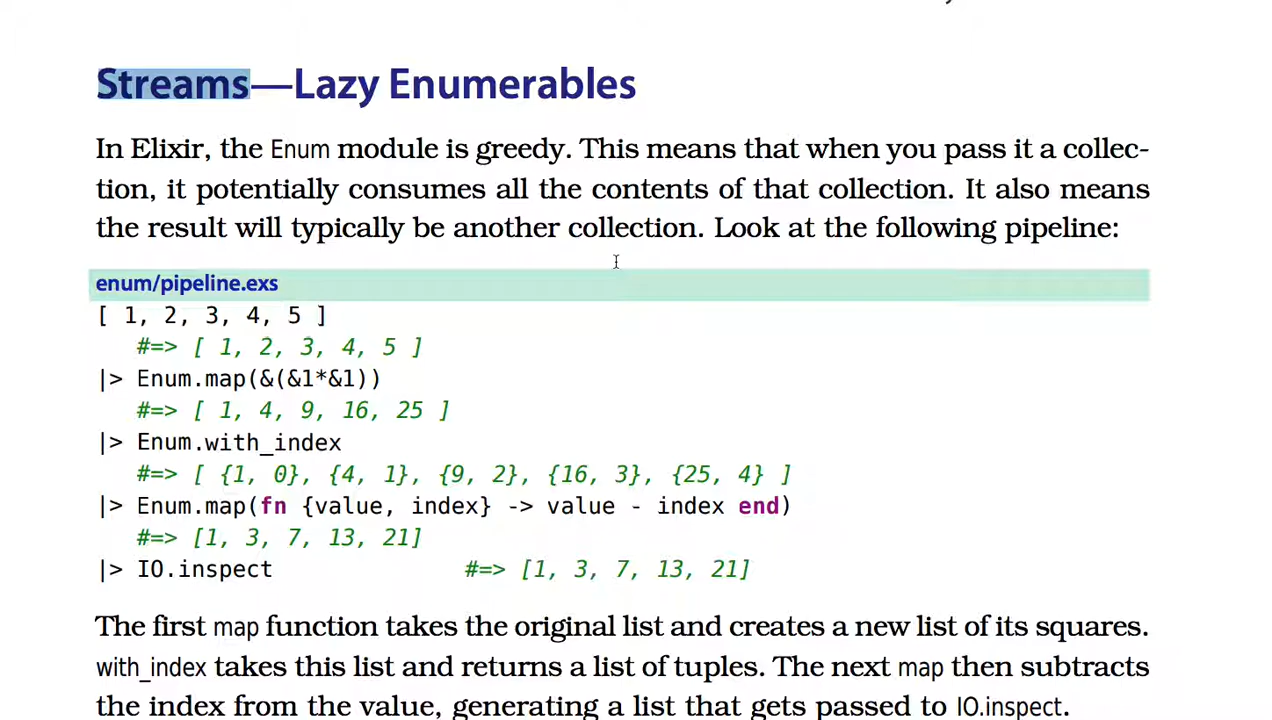 Streams—Lazy Enumerables
In Elixir, the Enum module is greedy. This means that when you pass it a collec-
tion, it potentially consumes all the contents of that collection. It also means
the result will typically be another collection. Look at the following pipeline:
enum/pipeline.exs
[ 1, 2, 3, 4, 5 ]
#=> [ 1, 2, 3, 4, 5 ]
|> Enum.map(&(&1*&1))
#=> [ 1, 4, 9, 16, 25 ]
|> Enum.with_index
#=> [ {1, 0}, {4, 1}, {9, 2}, {16, 3}, {25, 4} ]
|> Enum.map(fn {value, index} -> value - index end)
#=> [1, 3, 7, 13, 21]
|> IO.inspect #=> [1, 3, 7, 13, 21]
The first map function takes the original list and creates a new list of its squares.
with_index takes this list and returns a list of tuples. The next map then subtracts
the index from the value, generating a list that gets passed to IO.inspect.